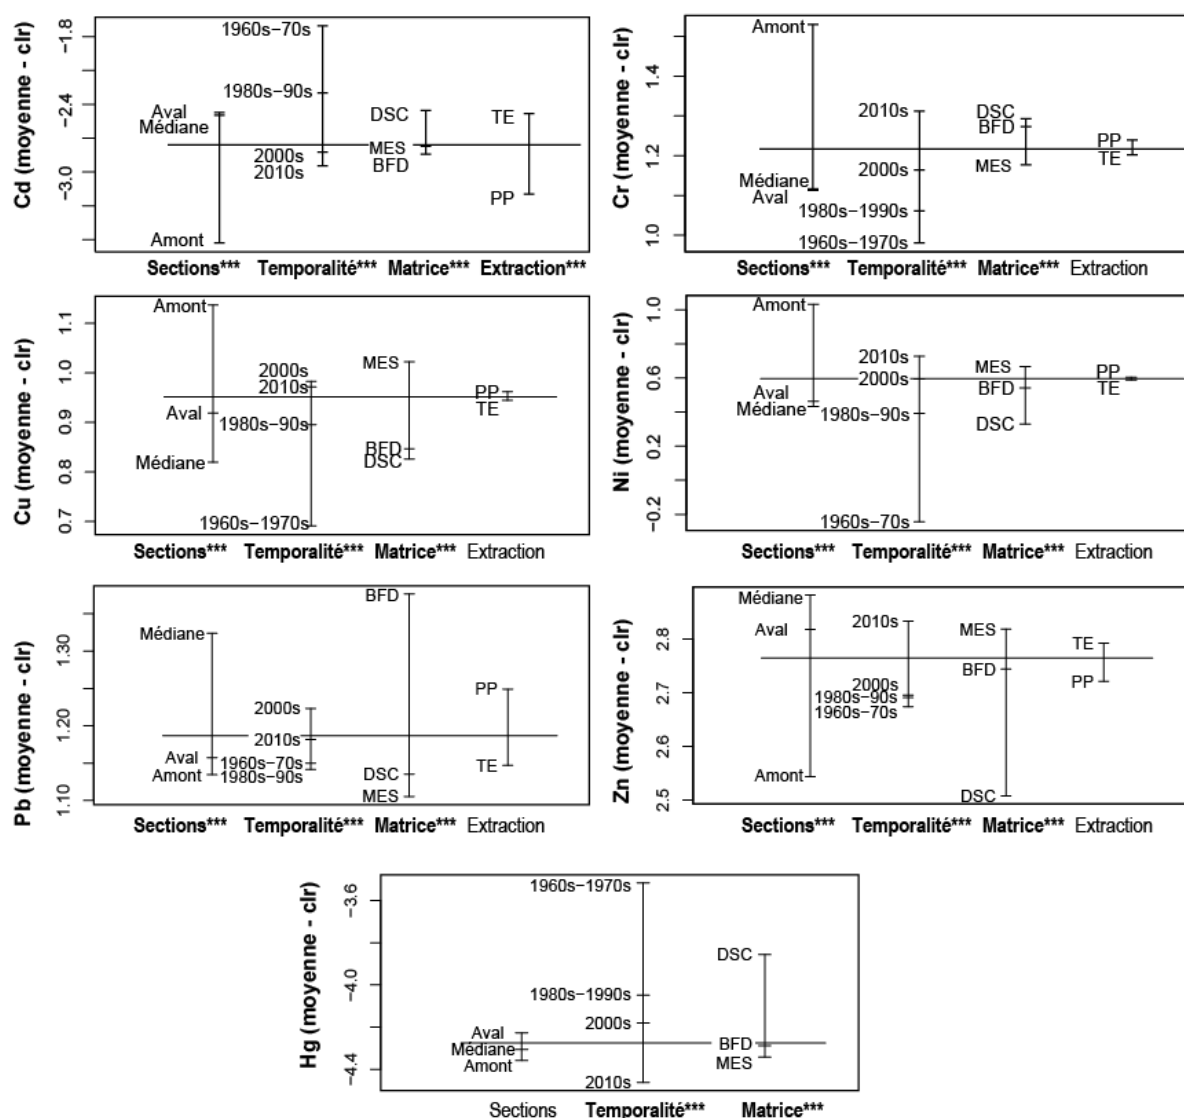 Cd (moyenne - clr)
−1.8
−2.4
−3.0
1960s−70s
1980s−90s
Aval
Médiane
2000s
2010s
Amont
DSC
MES
BFD
TE
PP
Sections*** Temporalité*** Matrice*** Extraction***
Cr (moyenne - clr)
1.4
1.2
1.0
Amont
2010s
DSC
BFD
PP
TE
MES
2000s
Médiane
Aval
1980s−1990s
1960s−1970s
Sections*** Temporalité*** Matrice*** Extraction
Cu (moyenne - clr)
1.1
1.0
0.9
0.8
0.7
Amont
Aval
Médiane
2000s
2010s
1980s−90s
1960s−1970s
MES
BFD
DSC
PP
TE
Sections*** Temporalité*** Matrice*** Extraction
Ni (moyenne - clr)
1.0
0.6
0.2
−0.2
Amont
Aval
Médiane
2010s
2000s
1980s−90s
1960s−70s
MES
BFD
DSC
PP
TE
Sections*** Temporalité*** Matrice*** Extraction
Pb (moyenne - clr)
1.30
1.20
1.10
Médiane
Aval
Amont
2000s
2010s
1960s−70s
1980s−90s
BFD
DSC
MES
PP
TE
Sections*** Temporalité*** Matrice*** Extraction
Zn (moyenne - clr)
2.8
2.7
2.6
2.5
Médiane
Aval
Amont
2010s
2000s
1980s−90s
1960s−70s
MES
BFD
DSC
TE
PP
Sections*** Temporalité*** Matrice*** Extraction
Hg (moyenne - clr)
−3.6
−4.0
−4.4
Aval
Médiane
Amont
1960s−1970s
1980s−1990s
2000s
2010s
DSC
BFD
MES
Sections Temporalité*** Matrice***